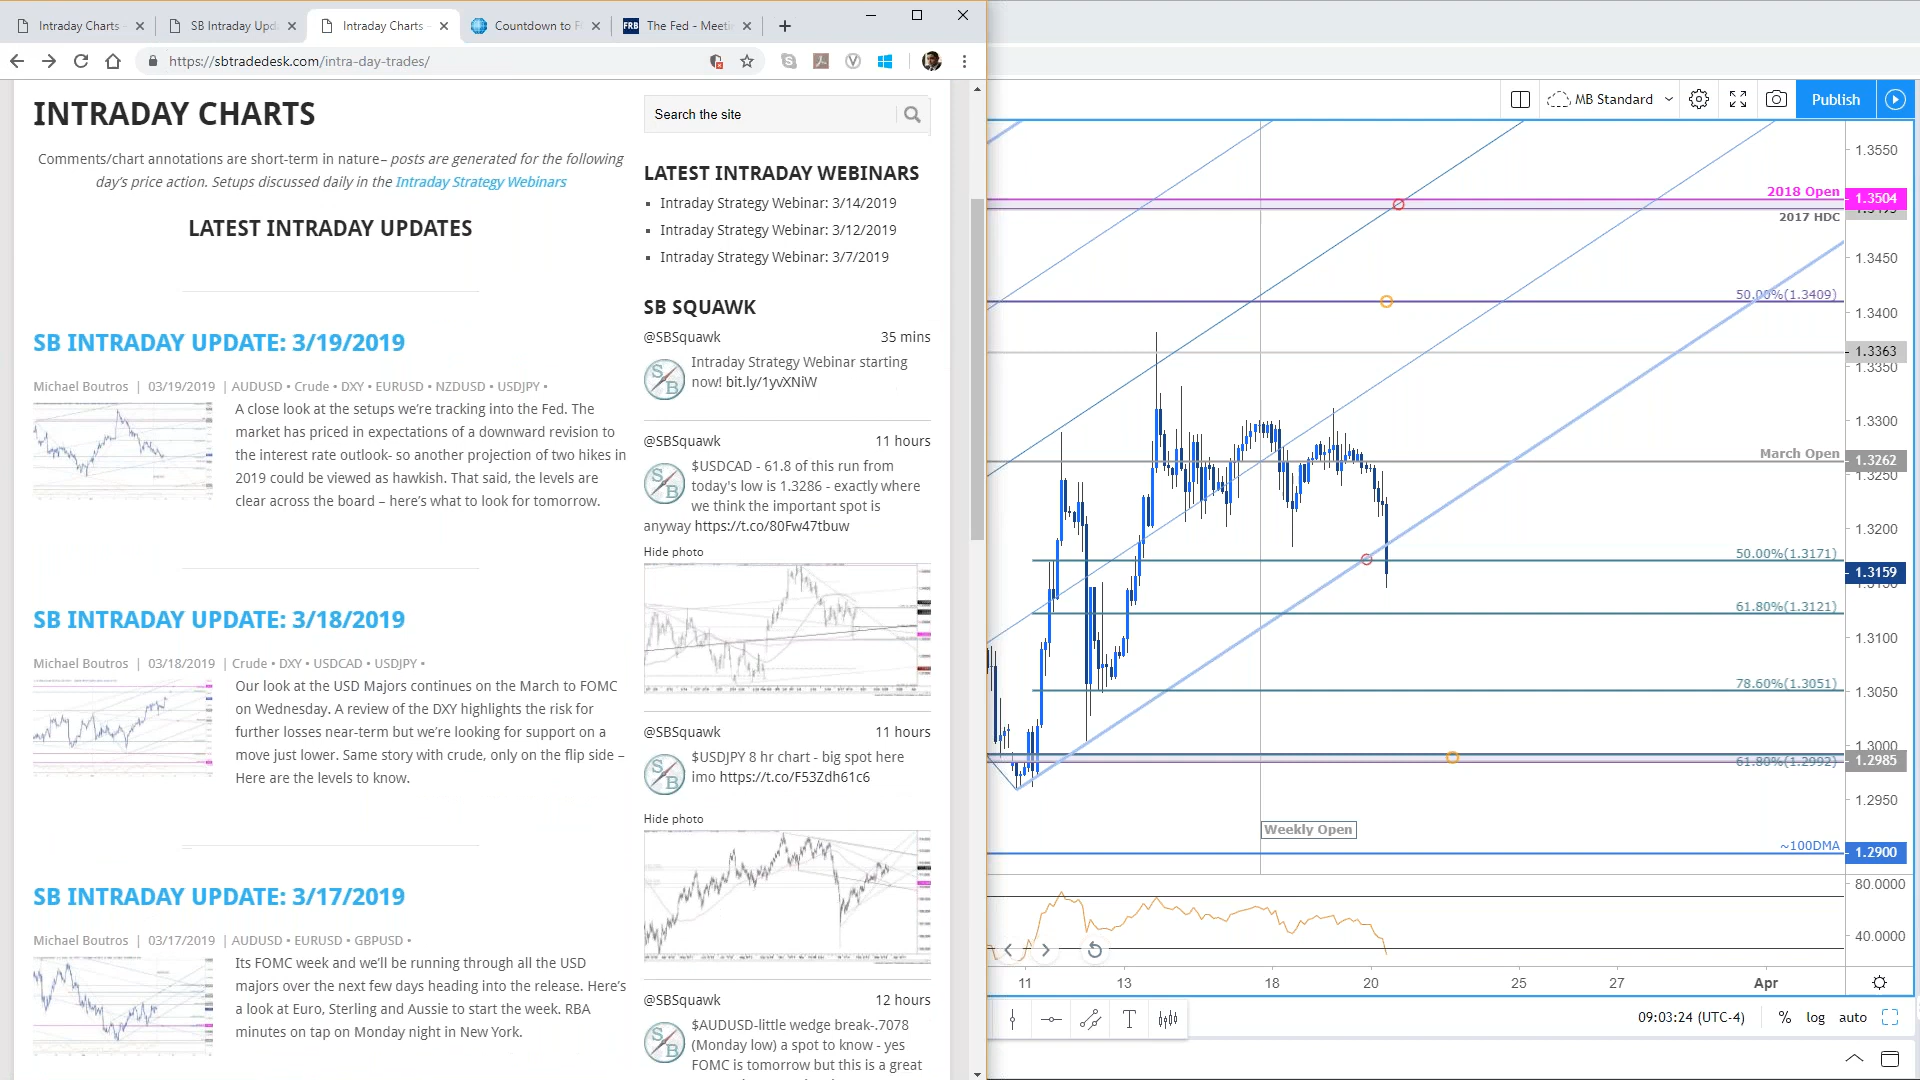 Intraday Charts -
SB Intraday Upd
Intraday Charts -
Countdown to F
FRB The Fed - Meeti
https://sbtradedesk.com/intra-day-trades/
INTRADAY CHARTS
Comments/chart annotations are short-term in nature– posts are generated for the following
day's price action. Setups discussed daily in the Intraday Strategy Webinars
LATEST INTRADAY UPDATES
SB INTRADAY UPDATE: 3/19/2019
Michael Boutros | 03/19/2019 | AUDUSD • Crude • DXY • EURUSD • NZDUSD • USDJPY •
A close look at the setups we're tracking into the Fed. The
market has priced in expectations of a downward revision to
the interest rate outlook- so another projection of two hikes in
2019 could be viewed as hawkish. That said, the levels are
clear across the board – here's what to look for tomorrow.
SB INTRADAY UPDATE: 3/18/2019
Michael Boutros | 03/18/2019 | Crude • DXY • USDCAD • USDJPY •
Our look at the USD Majors continues on the March to FOMC
on Wednesday. A review of the DXY highlights the risk for
further losses near-term but we're looking for support on a
move just lower. Same story with crude, only on the flip side –
Here are the levels to know.
SB INTRADAY UPDATE: 3/17/2019
Michael Boutros | 03/17/2019 | AUDUSD • EURUSD • GBPUSD •
Its FOMC week and we'll be running through all the USD
majors over the next few days heading into the release. Here's
a look at Euro, Sterling and Aussie to start the week. RBA
minutes on tap on Monday night in New York.
Search the site
LATEST INTRADAY WEBINARS
Intraday Strategy Webinar: 3/14/2019
Intraday Strategy Webinar: 3/12/2019
Intraday Strategy Webinar: 3/7/2019
SB SQUAWK
@SBSquawk 35 mins
Intraday Strategy Webinar starting
now! bit.ly/1yvXNiW
@SBSquawk 11 hours
$USDCAD - 61.8 of this run from
today's low is 1.3286 - exactly where
we think the important spot is
anyway https://t.co/80Fw47tbuw
Hide photo
@SBSquawk 11 hours
$USDJPY 8 hr chart - big spot here
imo https://t.co/F53Zdh61c6
Hide photo
@SBSquawk 12 hours
$AUDUSD-little wedge break-.7078
(Monday low) a spot to know - yes
FOMC is tomorrow but this is a great
MB Standard
Publish
1.3550
2018 Open 1.3504
2017 HDC
1.3450
50.00%(1.3409)
1.3400
1.3363
1.3350
1.3300
March Open 1.3262
1.3250
1.3200
50.00%(1.3171)
1.3159
61.80%(1.3121)
1.3100
78.60%(1.3051)
1.3050
1.3000
61.80%(1.2992) 1.2985
1.2950
Weekly Open
~100DMA 1.2900
80.0000
40.0000
11 13 18 20 25 27 Apr
T
09:03:24 (UTC-4) % log auto